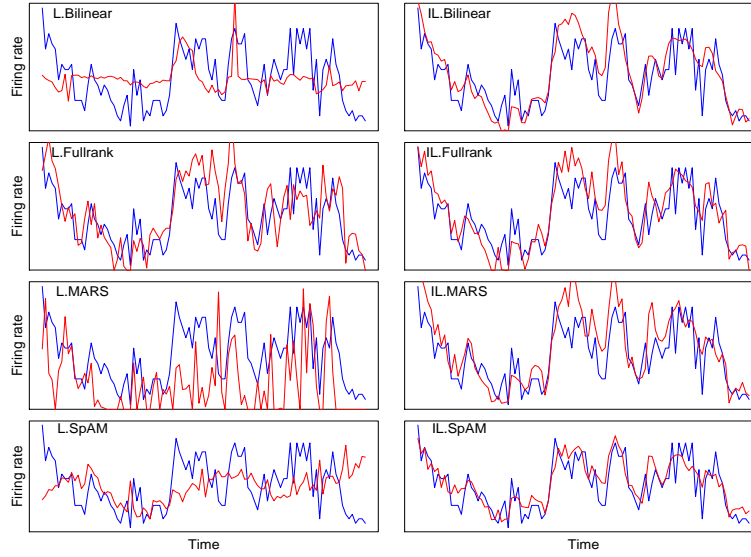 L.Bilinear
IL.Bilinear
Firing rate
L.Fullrank
IL.Fullrank
Firing rate
L.MARS
IL.MARS
Firing rate
L.SpAM
IL.SpAM
Firing rate
Time
Time